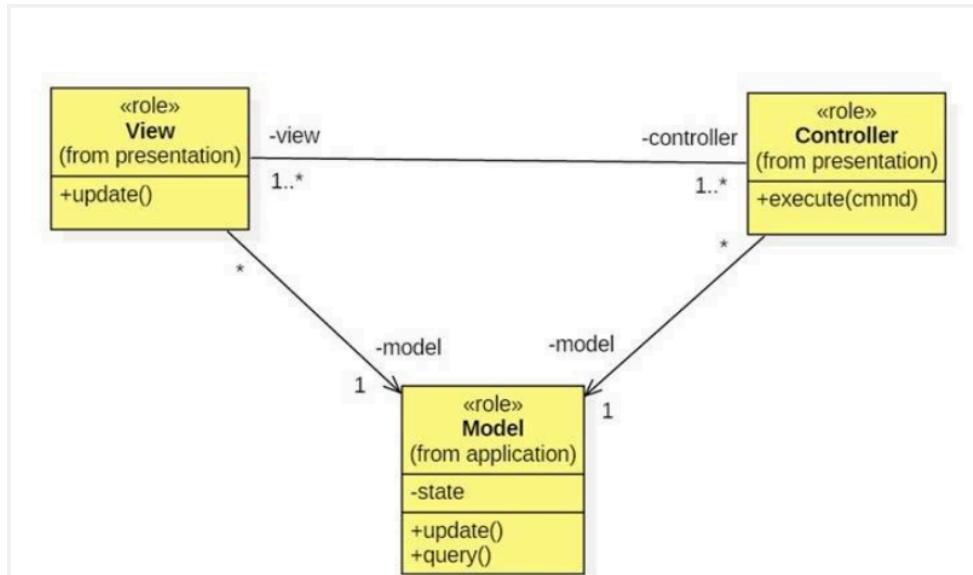 «role»
View
(from presentation)
+update()
-view
1..*
-controller
1..*
«role»
Controller
(from presentation)
+execute(cmmd)
*
-model
1
*
-model
1
«role»
Model
(from application)
-state
+update()
+query()